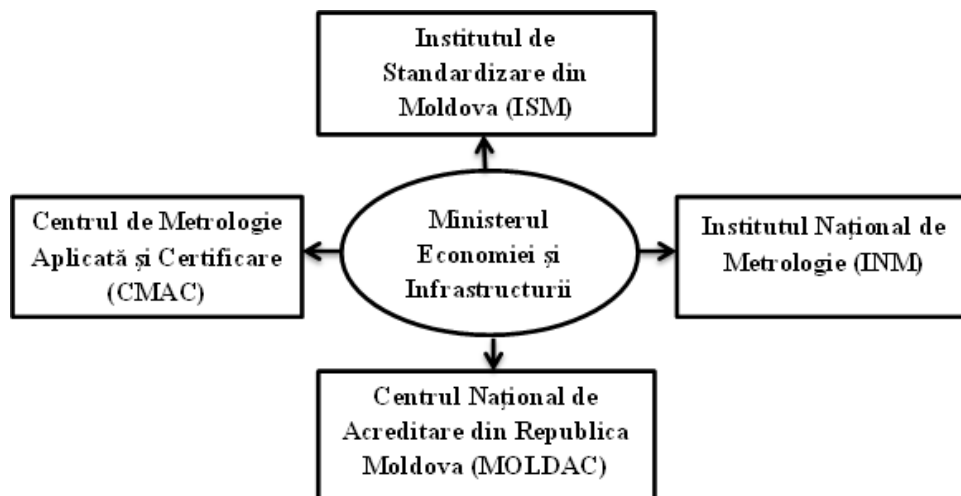 Institutul de
Standardizare din
Moldova (ISM)
Centrul de Metrologie
Aplicată și Certificare
(CMAC)
Ministerul
Economiei și
Infrastructurii
Institutul Național de
Metrologie (INM)
Centrul Național de
Acreditare din Republica
Moldova (MOLDAC)